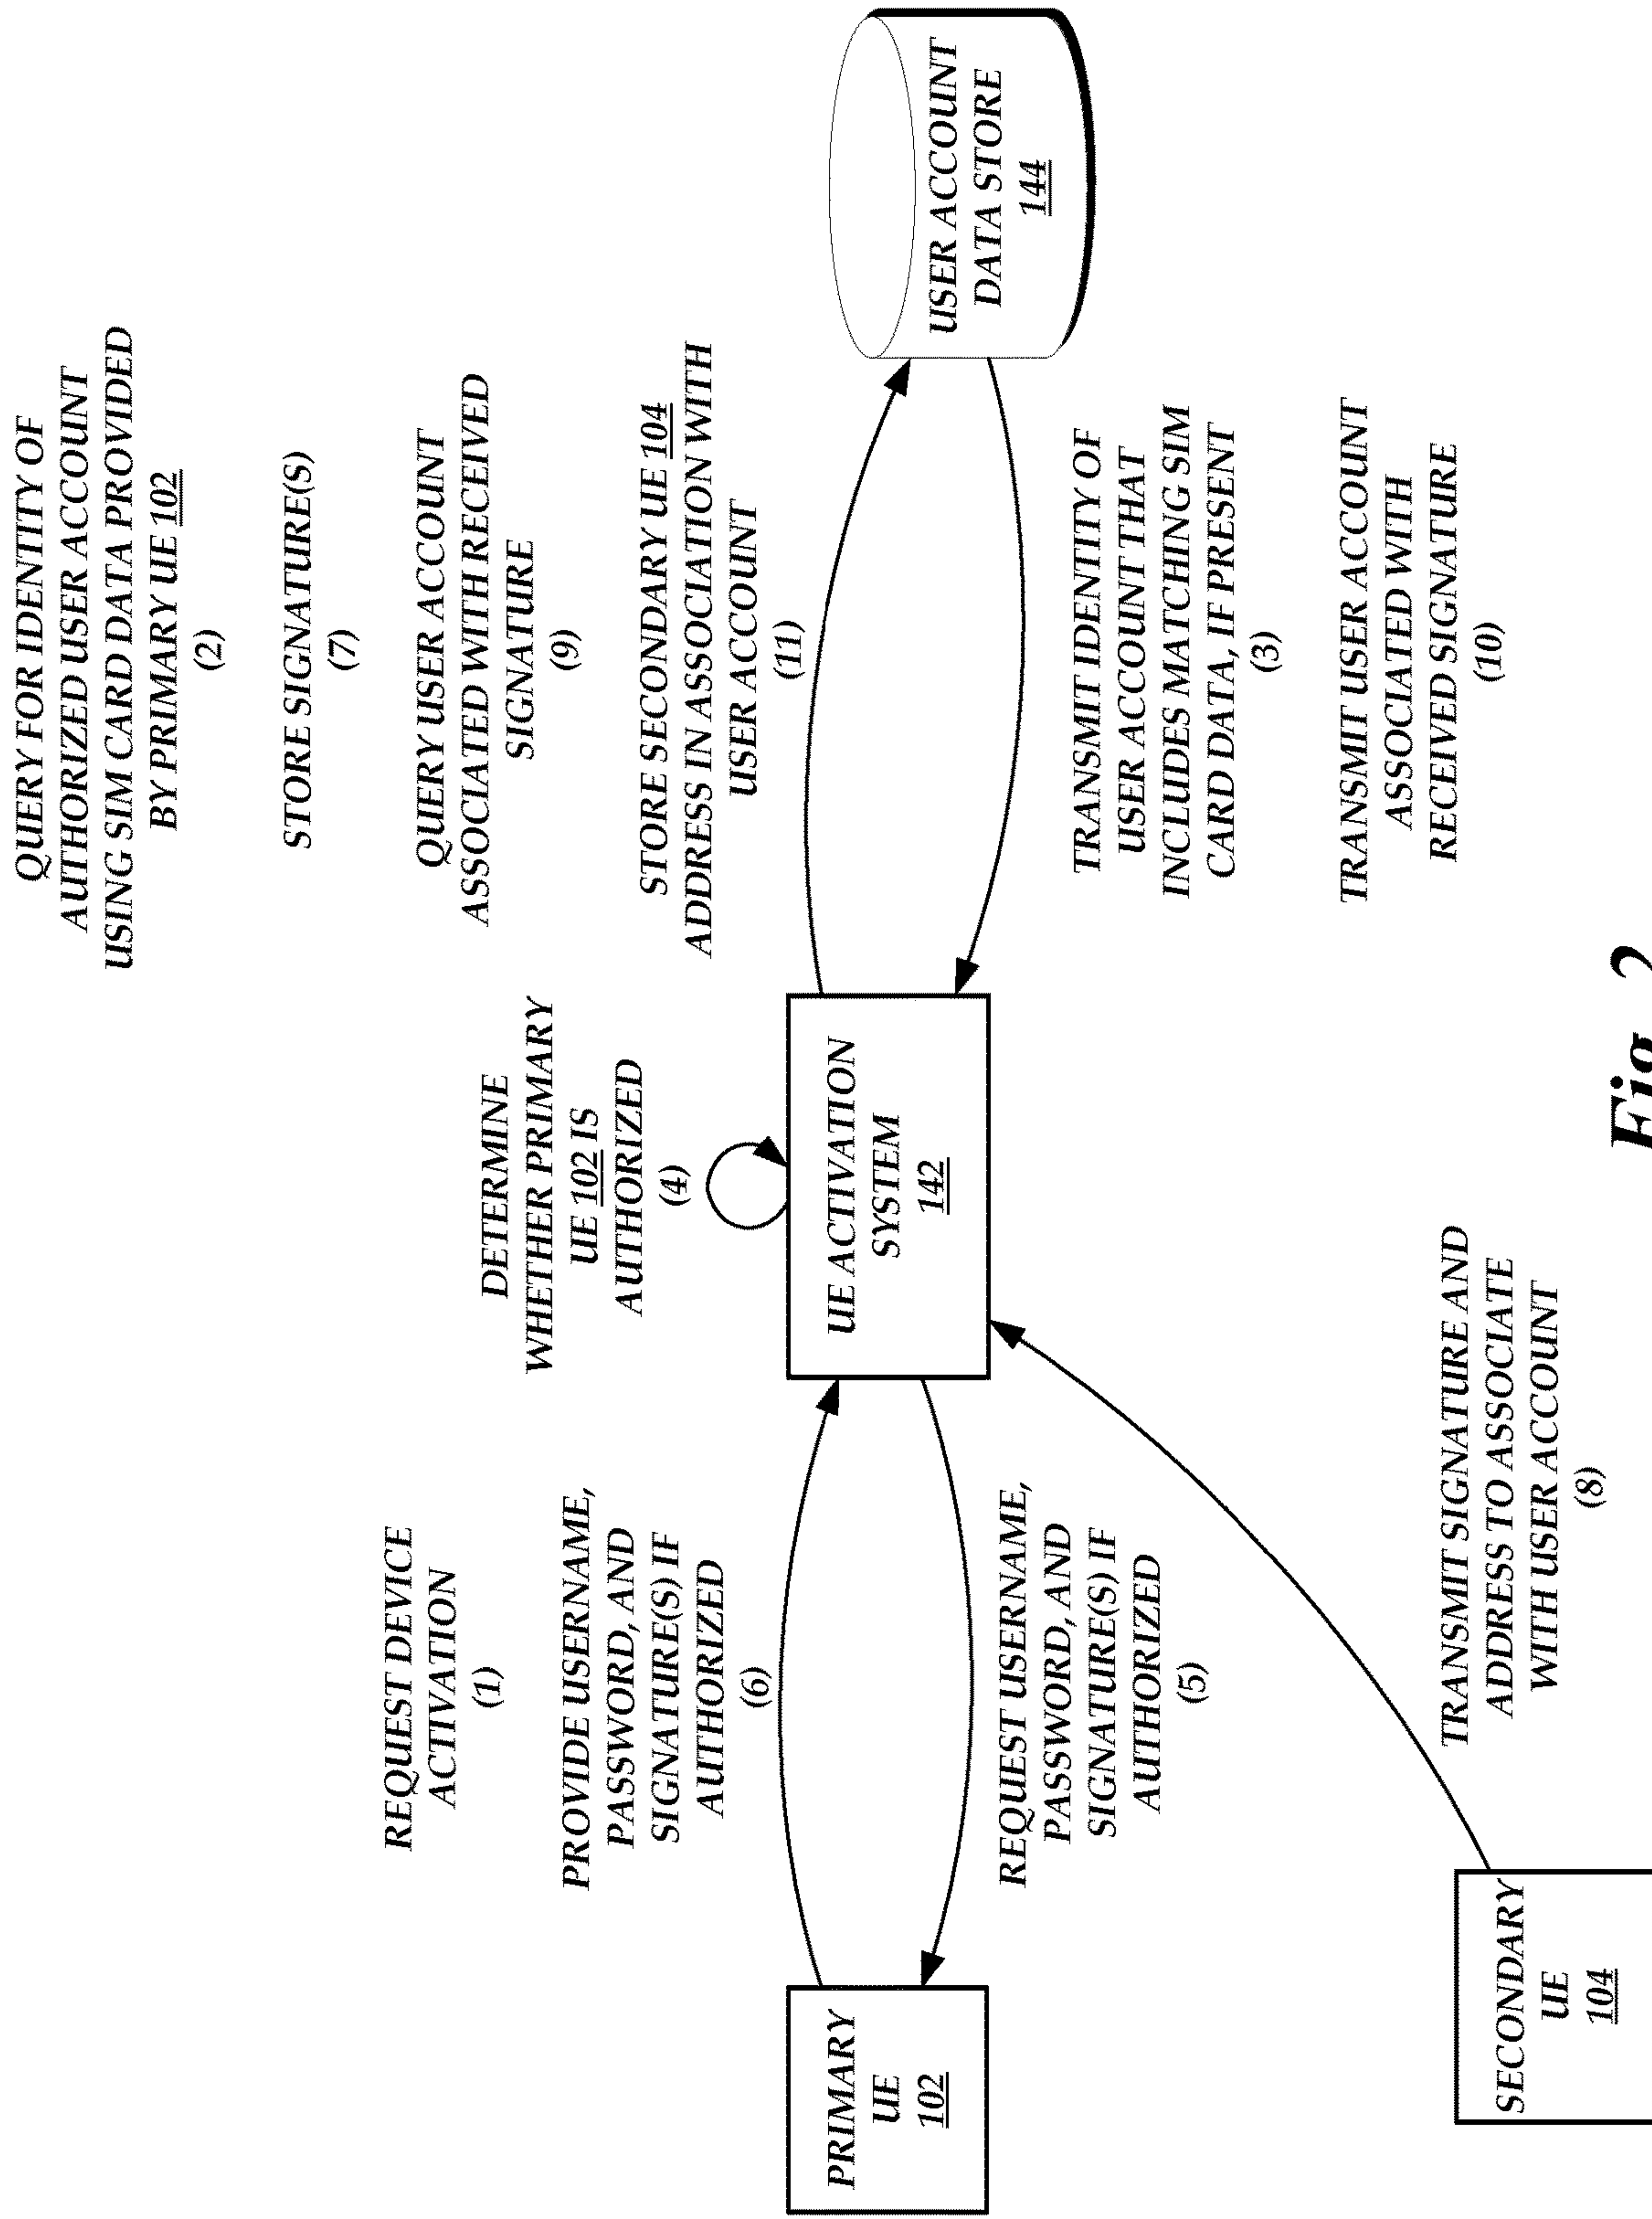 QUERY FOR IDENTITY OF
AUTHORIZED USER ACCOUNT
USING SIM CARD DATA PROVIDED
BY PRIMARY UE 102
(2)
STORE SIGNATURE(S)
(7)
QUERY USER ACCOUNT
ASSOCIATED WITH RECEIVED
SIGNATURE
(9)
STORE SECONDARY UE 104
ADDRESS IN ASSOCIATION WITH
USER ACCOUNT
(11)
DETERMINE
WHETHER PRIMARY
UE 102 IS
AUTHORIZED
(4)
REQUEST DEVICE
ACTIVATION
(1)
PROVIDE USERNAME,
PASSWORD, AND
SIGNATURE(S) IF
AUTHORIZED
(6)
PRIMARY
UE
102
UE ACTIVATION
SYSTEM
142
USER ACCOUNT
DATA STORE
144
REQUEST USERNAME,
PASSWORD, AND
SIGNATURE(S) IF
AUTHORIZED
(5)
TRANSMIT IDENTITY OF
USER ACCOUNT THAT
INCLUDES MATCHING SIM
CARD DATA, IF PRESENT
(3)
TRANSMIT USER ACCOUNT
ASSOCIATED WITH
RECEIVED SIGNATURE
(10)
TRANSMIT SIGNATURE AND
ADDRESS TO ASSOCIATE
WITH USER ACCOUNT
(8)
SECONDARY
UE
104
Fig. 2